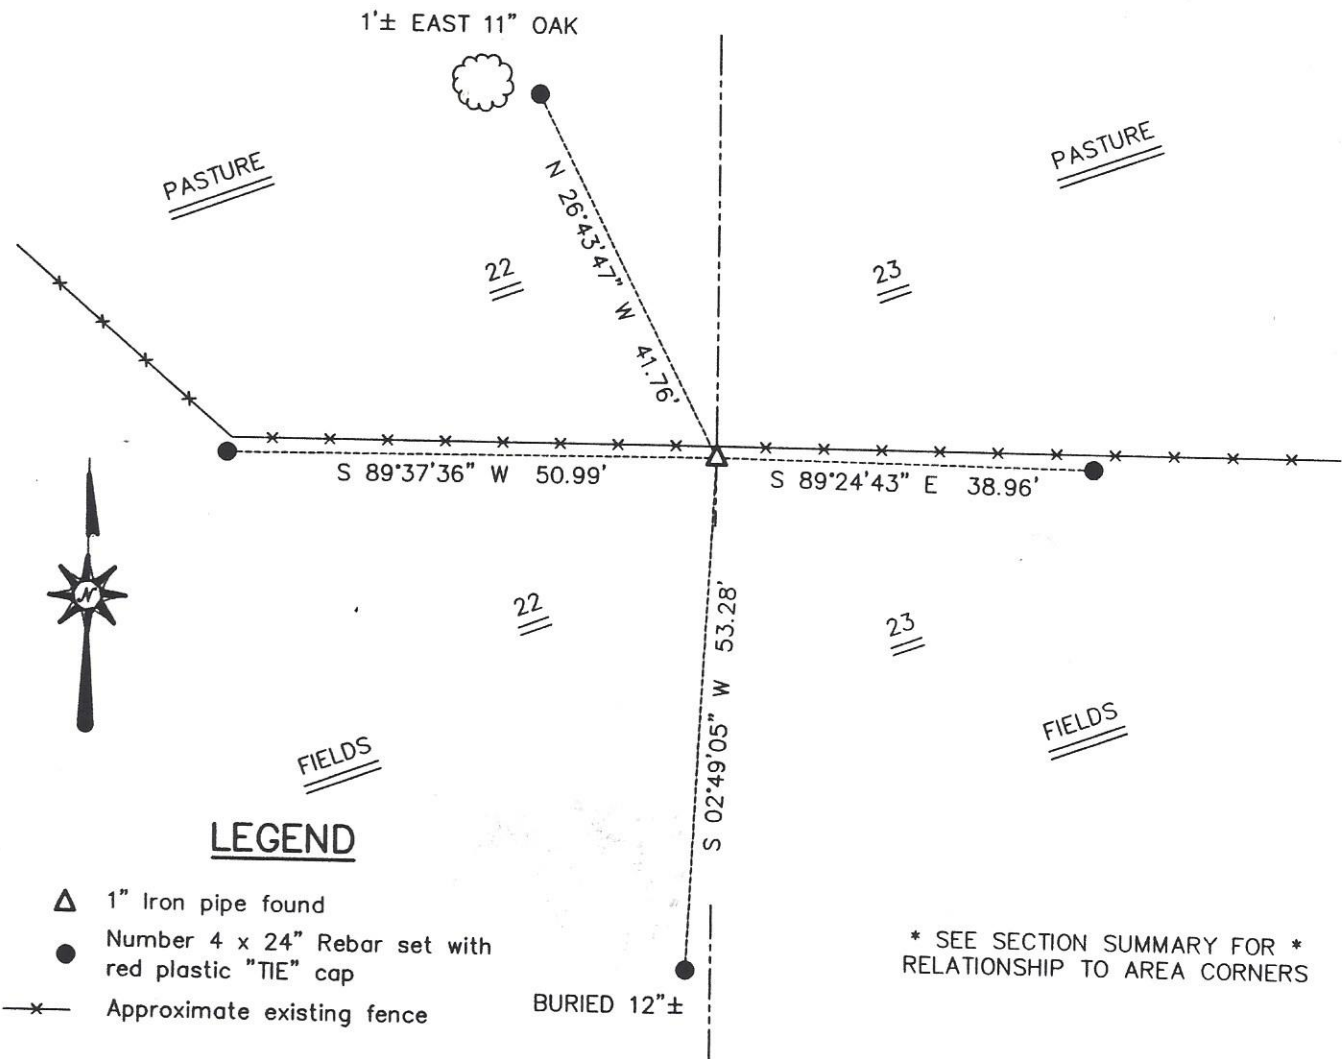 1'± EAST 11" OAK
PASTURE
PASTURE
N 26°43'47" W 41.76'
22
23
S 89°37'36" W 50.99'
S 89°24'43" E 38.96'
N
22
23
S 02°49'05" W 53.28'
FIELDS
FIELDS
LEGEND
1" Iron pipe found
Number 4 x 24" Rebar set with
red plastic "TIE" cap
Approximate existing fence
BURIED 12"±
* SEE SECTION SUMMARY FOR *
RELATIONSHIP TO AREA CORNERS